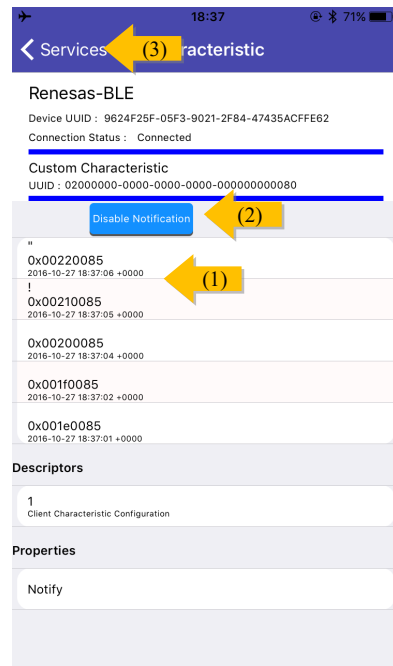 18:37
71%
Services (3) racteristic
Renesas-BLE
Device UUID : 9624F25F-05F3-9021-2F84-47435ACFFE62
Connection Status : Connected
Custom Characteristic
UUID : 02000000-0000-0000-0000-000000000080
Disable Notification (2)
"
0x00220085
2016-10-27 18:37:06 +0000
(1)
!
0x00210085
2016-10-27 18:37:05 +0000
0x00200085
2016-10-27 18:37:04 +0000
0x001f0085
2016-10-27 18:37:02 +0000
0x001e0085
2016-10-27 18:37:01 +0000
Descriptors
1
Client Characteristic Configuration
Properties
Notify